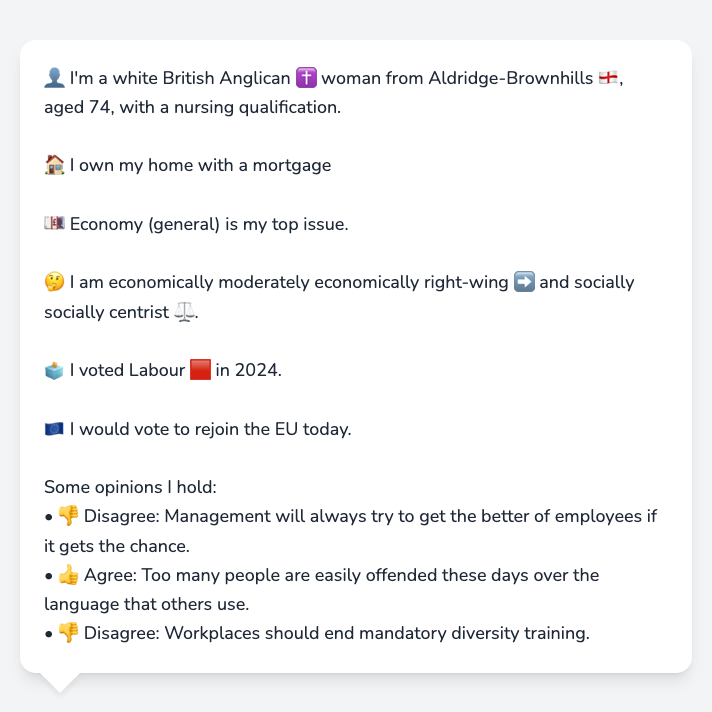 👤 I'm a white British Anglican ✝️ woman from Aldridge-Brownhills 🏴󠁧󠁢󠁥󠁮󠁧󠁿,
aged 74, with a nursing qualification.
🏠 I own my home with a mortgage
💷 Economy (general) is my top issue.
🤔 I am economically moderately economically right-wing ➡️ and socially
socially centrist ⚖️.
🗳️ I voted Labour 🟥 in 2024.
🇪🇺 I would vote to rejoin the EU today.
Some opinions I hold:
• 👎 Disagree: Management will always try to get the better of employees if
it gets the chance.
• 👍 Agree: Too many people are easily offended these days over the
language that others use.
• 👎 Disagree: Workplaces should end mandatory diversity training.